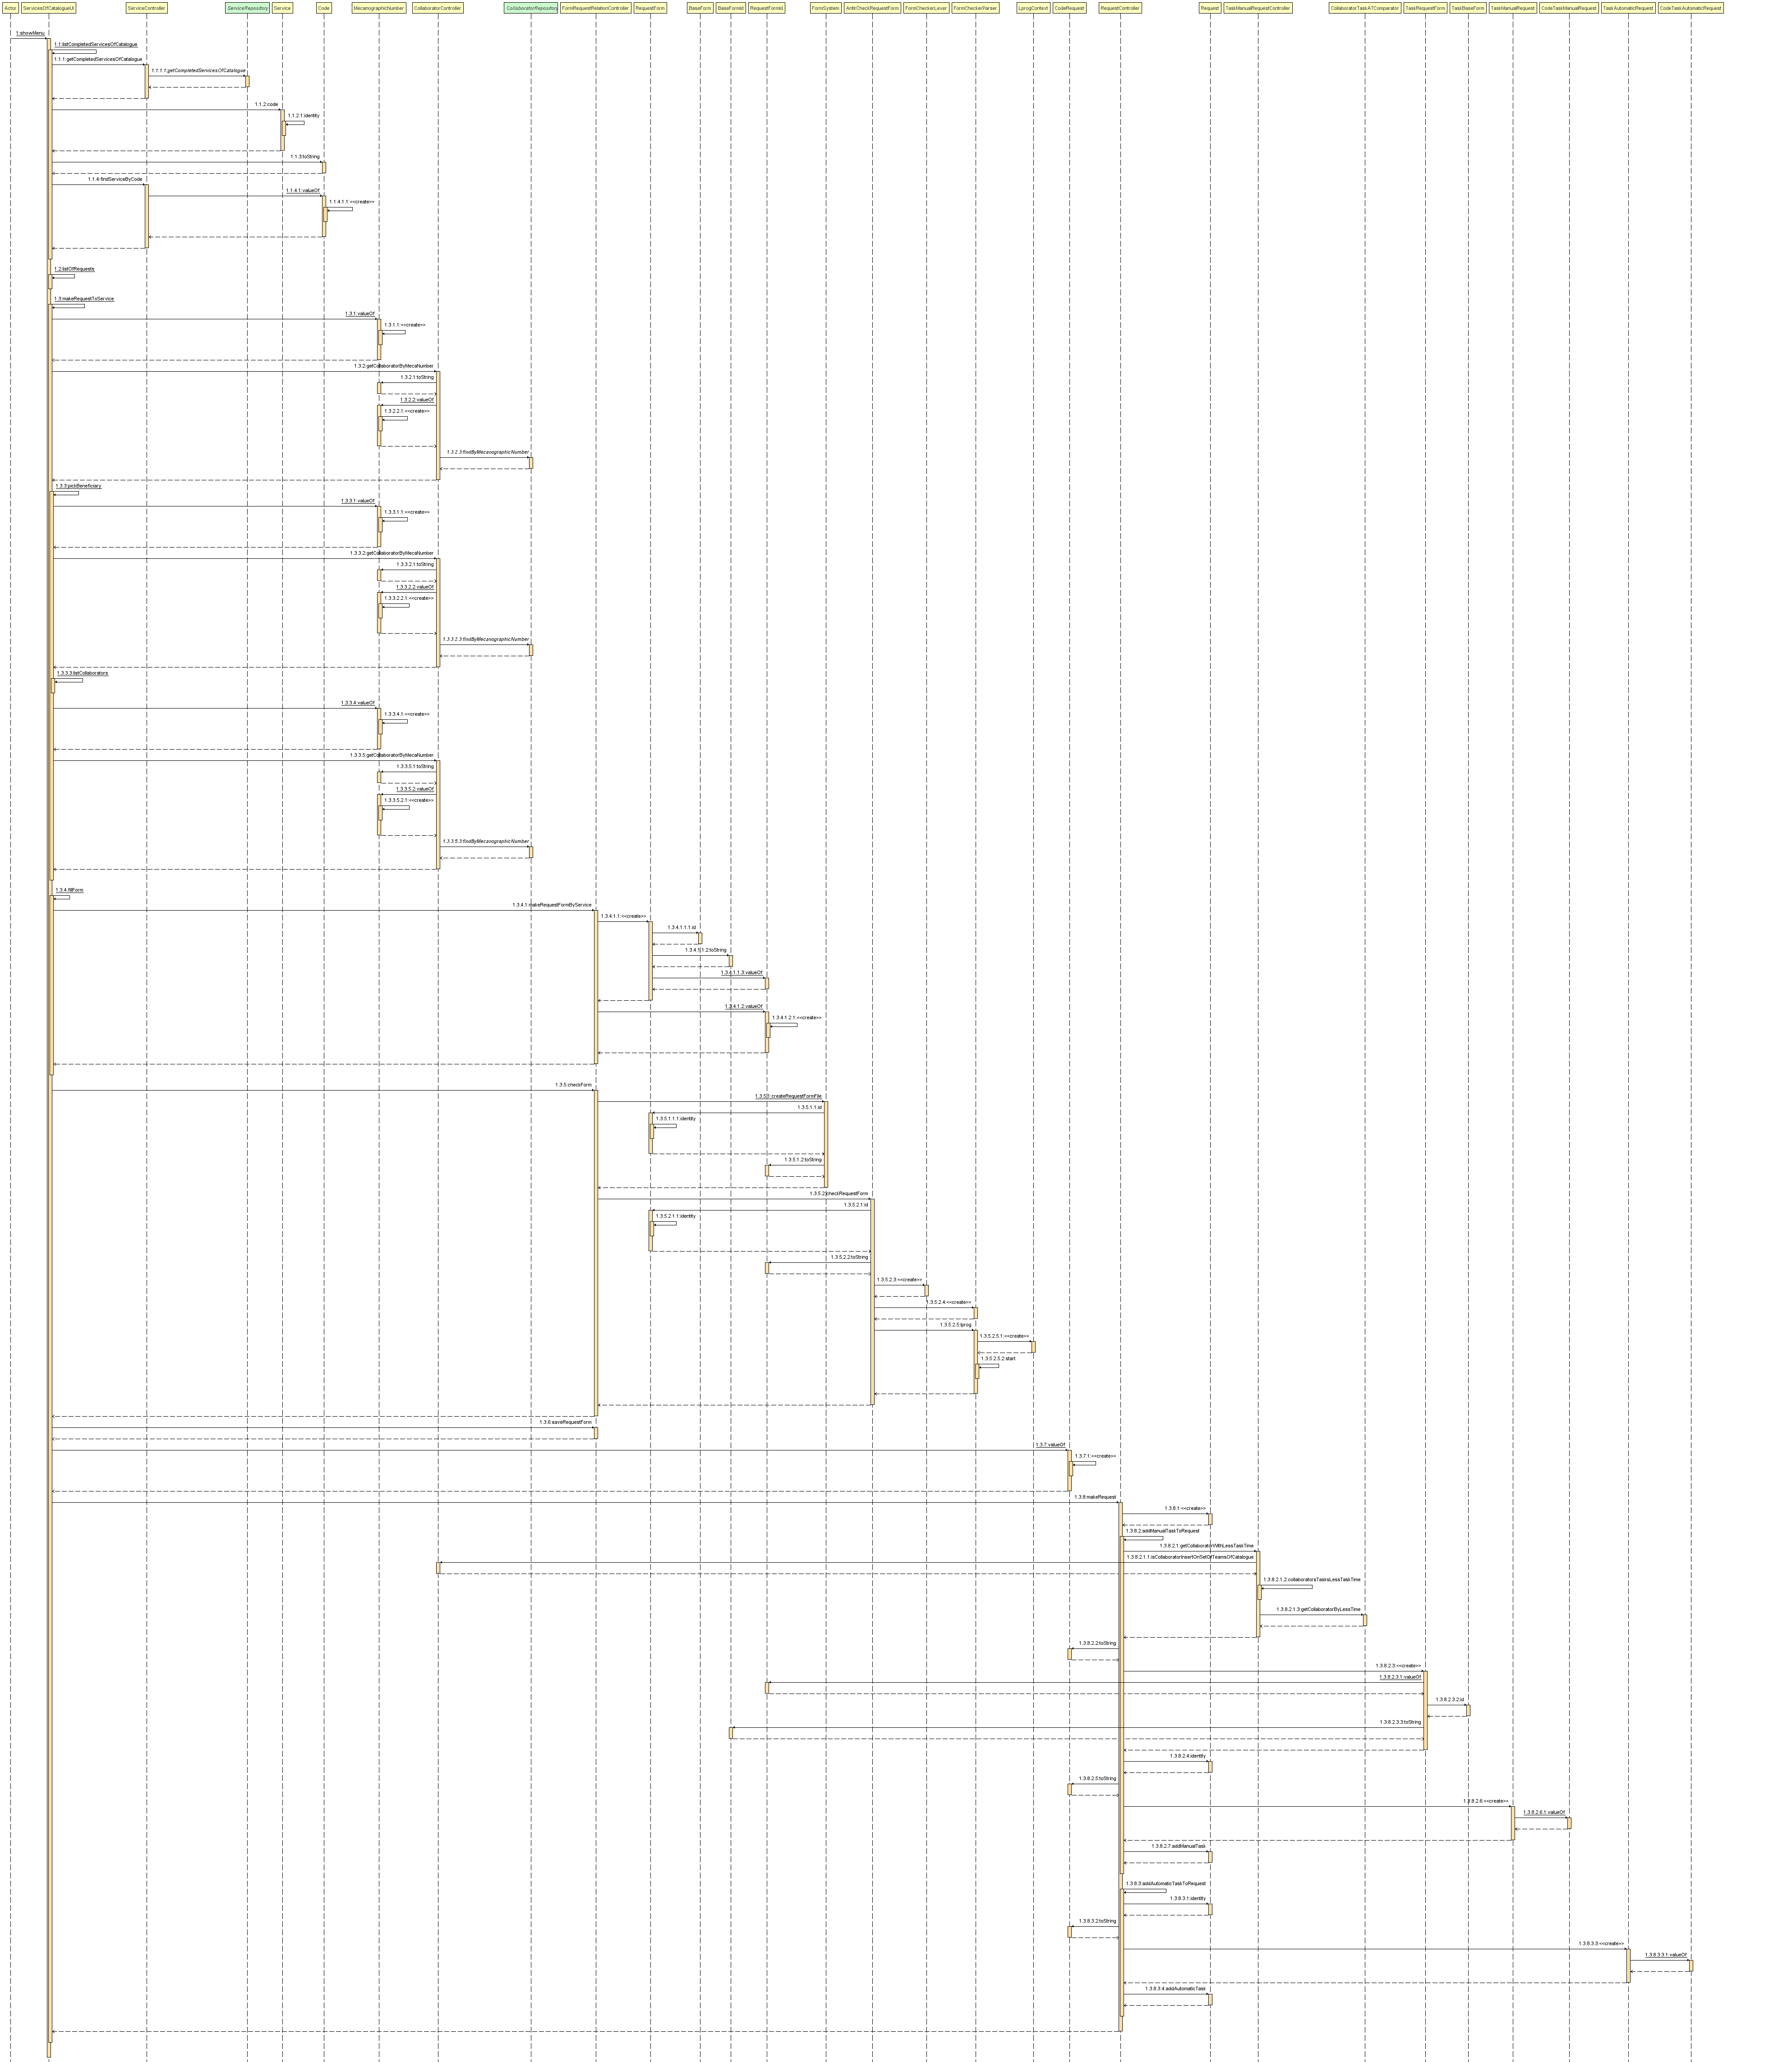 Actor
ServicesOfCatalogueUI
ServiceController
ServiceRepository
Service
Code
MecanographicNumber
CollaboratorController
CollaboratorRepository
FormRequestRelationController
RequestForm
BaseForm
BaseFormId
RequestFormId
FormSystem
AntlrCheckRequestForm
FormCheckerLexer
FormCheckerParser
LprogContext
CodeRequest
RequestController
Request
TaskManualRequestController
CollaboratorTaskATComparator
TaskRequestForm
TaskBaseForm
TaskManualRequest
CodeTaskManualRequest
TaskAutomaticRequest
CodeTaskAutomaticRequest
1:showMenu
1.1:listCompletedServicesOfCatalogue
1.1.1:getCompletedServicesOfCatalogue
1.1.1.1:getCompletedServicesOfCatalogue
1.1.2:code
1.1.2.1:identity
1.1.3:toString
1.1.4:findServiceByCode
1.1.4.1:valueOf
1.1.4.1.1:<<create>>
1.2:listOfRequests
1.3:makeRequestToService
1.3.1:valueOf
1.3.1.1:<<create>>
1.3.2:getCollaboratorByMecaNumber
1.3.2.1:toString
1.3.2.2:valueOf
1.3.2.2.1:<<create>>
1.3.2.3:findByMecanographicNumber
1.3.3:pickBeneficiary
1.3.3.1:valueOf
1.3.3.1.1:<<create>>
1.3.3.2:getCollaboratorByMecaNumber
1.3.3.2.1:toString
1.3.3.2.2:valueOf
1.3.3.2.2.1:<<create>>
1.3.3.2.3:findByMecanographicNumber
1.3.3.3:listCollaborators
1.3.3.4:valueOf
1.3.3.4.1:<<create>>
1.3.3.5:getCollaboratorByMecaNumber
1.3.3.5.1:toString
1.3.3.5.2:valueOf
1.3.3.5.2.1:<<create>>
1.3.3.5.3:findByMecanographicNumber
1.3.4:fillForm
1.3.4.1:makeRequestFormByService
1.3.4.1.1:<<create>>
1.3.4.1.1.1:id
1.3.4.1.1.2:toString
1.3.4.1.1.3:valueOf
1.3.4.1.2:valueOf
1.3.4.1.2.1:<<create>>
1.3.5:checkForm
1.3.5.1:createRequestFormFile
1.3.5.1.1:id
1.3.5.1.1.1:identity
1.3.5.1.2:toString
1.3.5.2:checkRequestForm
1.3.5.2.1:id
1.3.5.2.1.1:identity
1.3.5.2.2:toString
1.3.5.2.3:<<create>>
1.3.5.2.4:<<create>>
1.3.5.2.5:lprog
1.3.5.2.5.1:<<create>>
1.3.5.2.5.2:start
1.3.6:saveRequestForm
1.3.7:valueOf
1.3.7.1:<<create>>
1.3.8:makeRequest
1.3.8.1:<<create>>
1.3.8.2:addManualTaskToRequest
1.3.8.2.1:getCollaboratorWithLessTaskTime
1.3.8.2.1.1:isCollaboratorInsertOnSetOfTeamsOfCatalogue
1.3.8.2.1.2:collaboratorsTasksLessTaskTime
1.3.8.2.1.3:getCollaboratorByLessTime
1.3.8.2.2:toString
1.3.8.2.3:<<create>>
1.3.8.2.3.1:valueOf
1.3.8.2.3.2:id
1.3.8.2.3.3:toString
1.3.8.2.4:identity
1.3.8.2.5:toString
1.3.8.2.6:<<create>>
1.3.8.2.6.1:valueOf
1.3.8.2.7:addManualTask
1.3.8.3:addAutomaticTaskToRequest
1.3.8.3.1:identity
1.3.8.3.2:toString
1.3.8.3.3:<<create>>
1.3.8.3.3.1:valueOf
1.3.8.3.4:addAutomaticTask